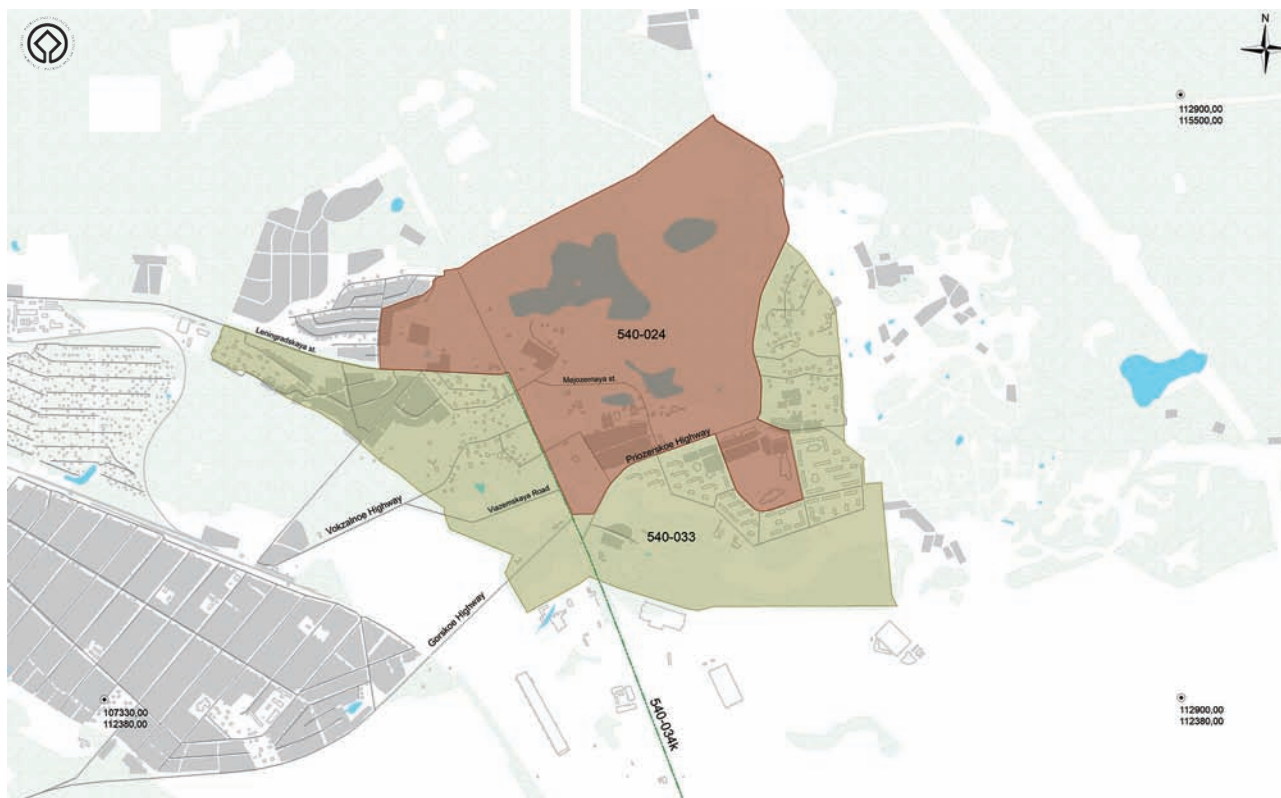 N
112900,00
115500,00
Leningradskaya st.
540-024
Mejozernaya st.
Priozerskoe Highway
Viazemskaya Road
Vokzalnoe Highway
540-033
Gorskoe Highway
540-034k
107330,00
112380,00
112900,00
112380,00